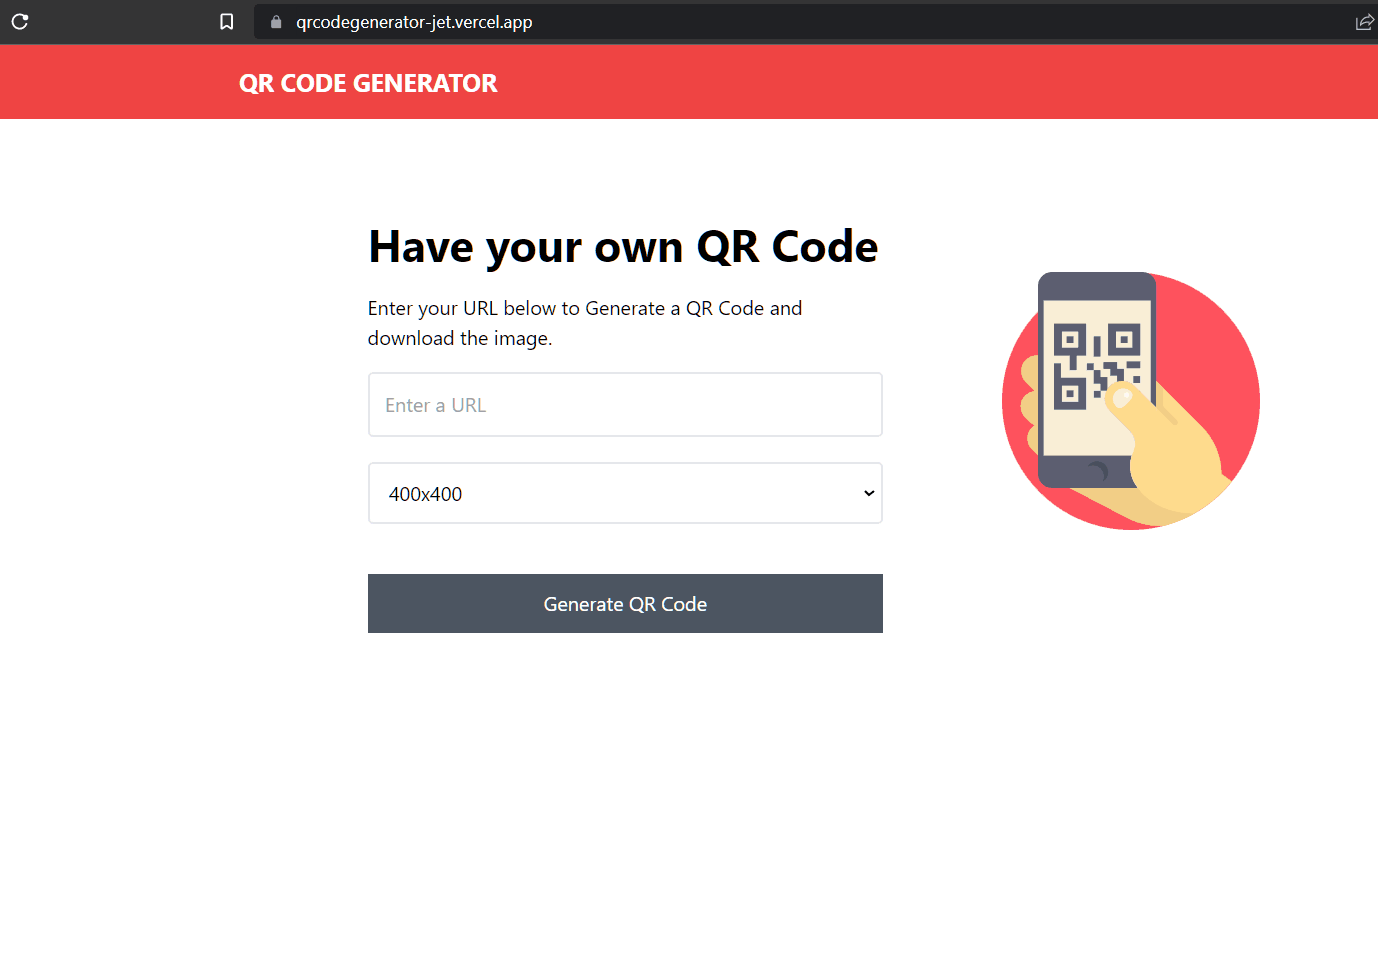 qrcodegenerator-jet.vercel.app
QR CODE GENERATOR
Have your own QR Code
Enter your URL below to Generate a QR Code and
download the image.
Enter a URL
400x400
Generate QR Code